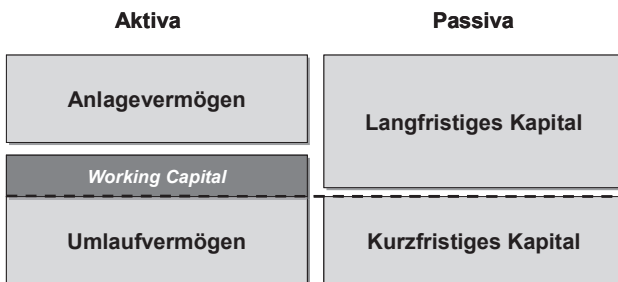 Aktiva
Passiva
Anlagevermögen
Langfristiges Kapital
Working Capital
Umlaufvermögen
Kurzfristiges Kapital